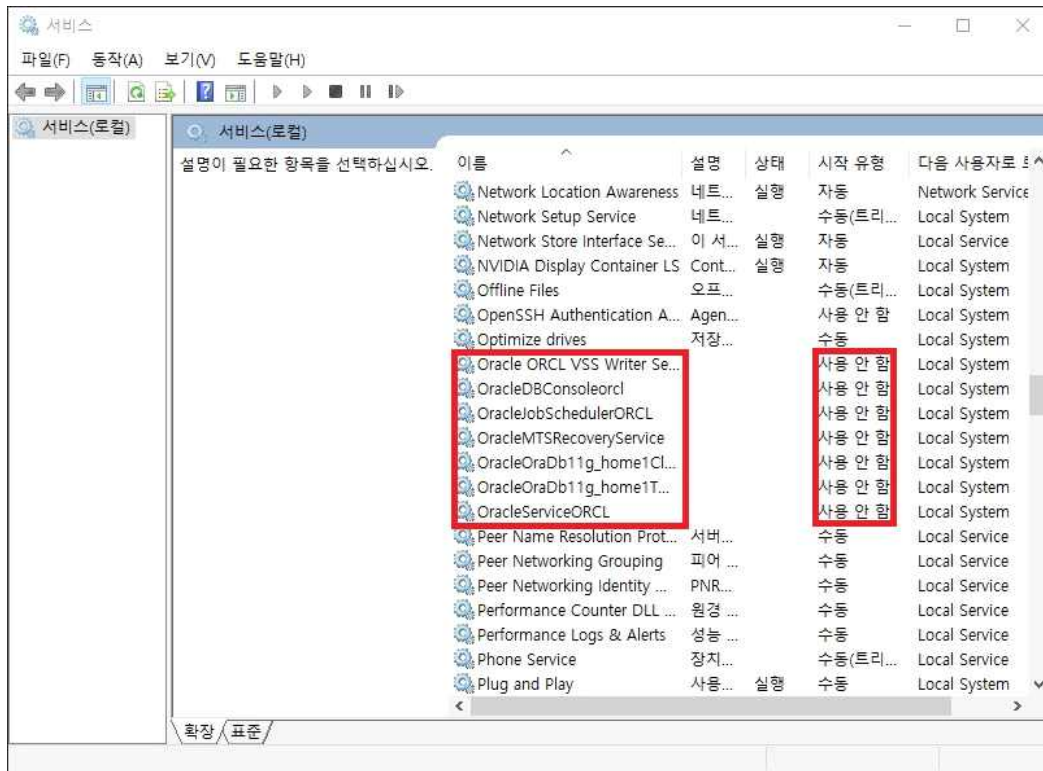 서비스
파일(F) 동작(A) 보기(V) 도움말(H)
서비스(로컬)
서비스(로컬)
설명이 필요한 항목을 선택하십시오.
이름 설명 상태 시작 유형 다음 사용자로
Network Location Awareness 네트... 실행 자동 Network Service
Network Setup Service 네트... 수동(트리... Local System
Network Store Interface Se... 이 서... 실행 자동 Local Service
NVIDIA Display Container LS Cont... 실행 자동 Local System
Offline Files 오프... 수동(트리... Local System
OpenSSH Authentication A... Agen... 사용 안 함 Local System
Optimize drives 저장... 수동 Local System
Oracle ORCL VSS Writer Se... 사용 안 함 Local System
OracleDBConsoleorcl 사용 안 함 Local System
OracleJobSchedulerORCL 사용 안 함 Local System
OracleMTSRecoveryService 사용 안 함 Local System
OracleOraDb11g_home1Cl... 사용 안 함 Local System
OracleOraDb11g_home1T... 사용 안 함 Local System
OracleServiceORCL 사용 안 함 Local System
Peer Name Resolution Prot... 서버... 수동 Local Service
Peer Networking Grouping 피어 ... 수동 Local Service
Peer Networking Identity ... PNR... 수동 Local Service
Performance Counter DLL ... 원경 ... 수동 Local Service
Performance Logs & Alerts 성능 ... 수동 Local Service
Phone Service 장치... 수동(트리... Local Service
Plug and Play 사용... 실행 수동 Local System
확장 표준